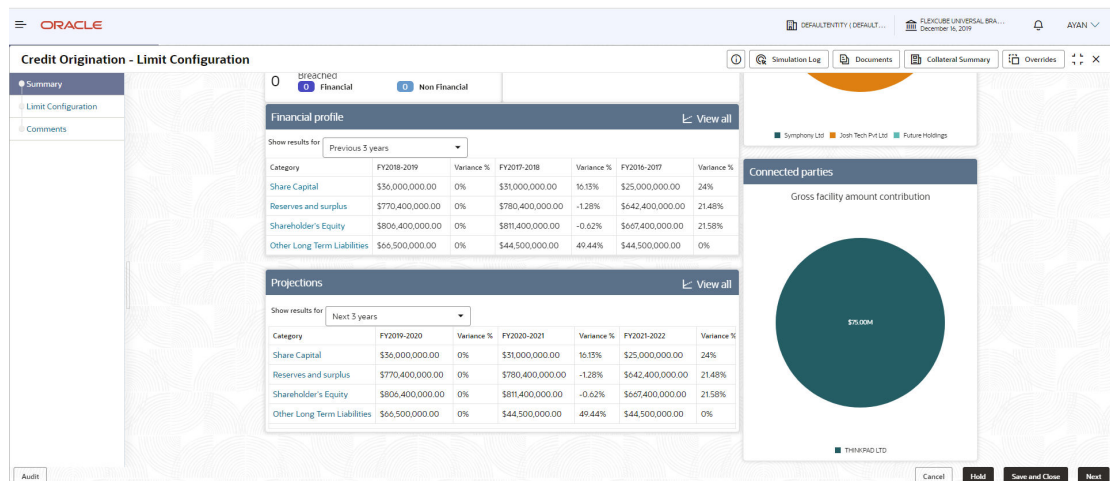 ORACLE
DEFAULTENTITY ( DEFAULT...
FLEXCUBE UNIVERSAL BRA...
December 16, 2019
AYAN
Credit Origination - Limit Configuration
Simulation Log
Documents
Collateral Summary
Overrides
Summary
Limit Configuration
Comments
0 Breached
0 Financial 0 Non Financial
Financial profile View all
Show results for Previous 3 years
Category FY2018-2019 Variance % FY2017-2018 Variance % FY2016-2017 Variance %
Share Capital $36,000,000.00 0% $31,000,000.00 16.13% $25,000,000.00 24%
Reserves and surplus $770,400,000.00 0% $780,400,000.00 -1.28% $642,400,000.00 21.48%
Shareholder's Equity $806,400,000.00 0% $811,400,000.00 -0.62% $667,400,000.00 21.58%
Other Long Term Liabilities $66,500,000.00 0% $44,500,000.00 49.44% $44,500,000.00 0%
Projections View all
Show results for Next 3 years
Category FY2019-2020 Variance % FY2020-2021 Variance % FY2021-2022 Variance %
Share Capital $36,000,000.00 0% $31,000,000.00 16.13% $25,000,000.00 24%
Reserves and surplus $770,400,000.00 0% $780,400,000.00 -1.28% $642,400,000.00 21.48%
Shareholder's Equity $806,400,000.00 0% $811,400,000.00 -0.62% $667,400,000.00 21.58%
Other Long Term Liabilities $66,500,000.00 0% $44,500,000.00 49.44% $44,500,000.00 0%
Symphony Ltd Josh Tech Pvt Ltd Future Holdings
Connected parties
Gross facility amount contribution
$75.00M
THINKPAD LTD
Audit
Cancel
Hold
Save and Close
Next